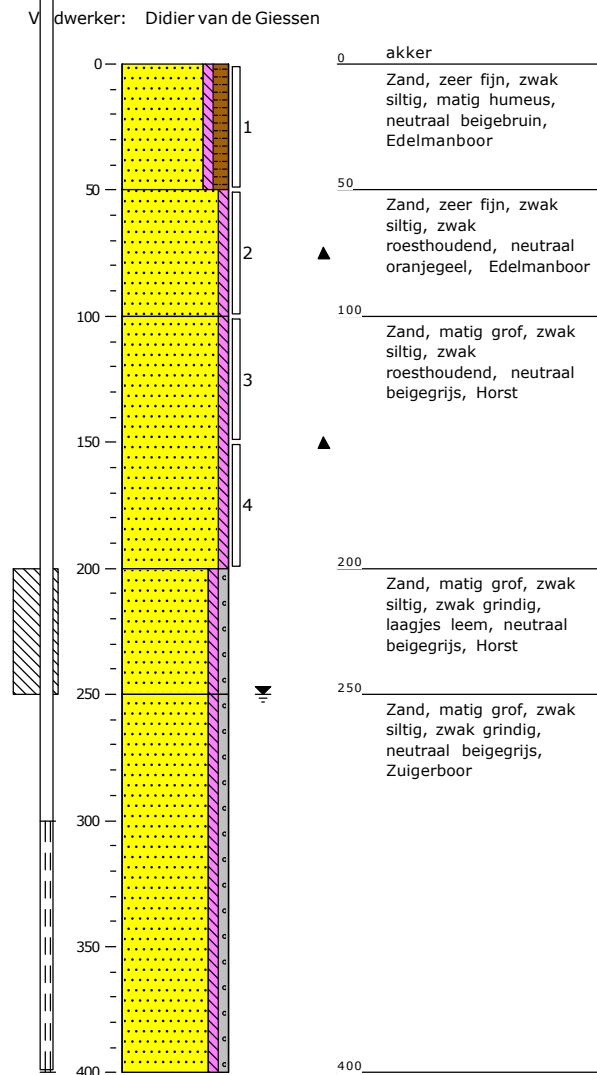 V dwerker: Didier van de Giessen
0 akker
Zand, zeer fijn, zwak
siltig, matig humeus,
neutraal beigebruin,
Edelmanboor
50
Zand, zeer fijn, zwak
siltig, zwak
roesthoudend, neutraal
oranjegeel, Edelmanboor
100
Zand, matig grof, zwak
siltig, zwak
roesthoudend, neutraal
beigegrijs, Horst
200
Zand, matig grof, zwak
siltig, zwak grindig,
laagjes leem, neutraal
beigegrijs, Horst
250
Zand, matig grof, zwak
siltig, zwak grindig,
neutraal beigegrijs,
Zuigerboor
400
0
50
100
150
200
250
300
350
400
1
2
3
4